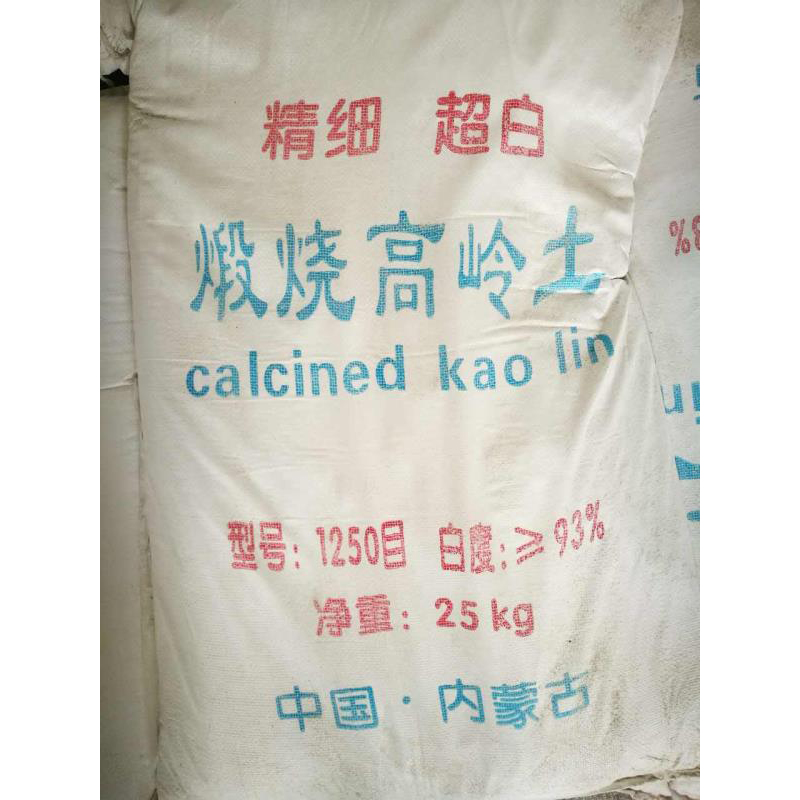 精细 超白
煅烧高岭土
calcined kao lin
型号:1250目 白度:≥93%
净重:25kg
中国·内蒙古